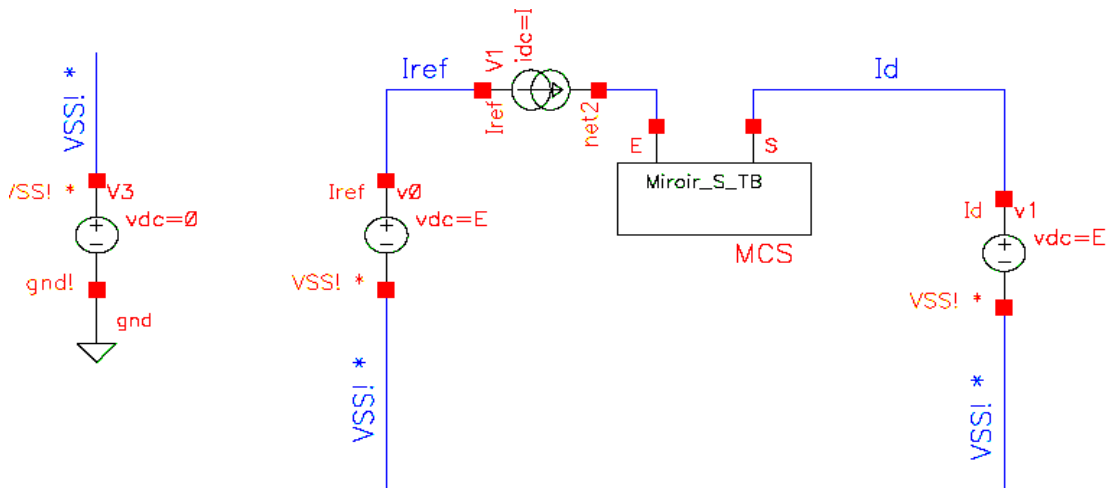 VSS! *
/SS! *
V3
vdc=0
gnd!
gnd
Iref
V1
idc=I
Iref
net2
Iref
v0
vdc=E
VSS! *
VSS! *
E
S
Miroir_S_TB
MCS
Id
Id
v1
vdc=E
VSS! *
VSS! *